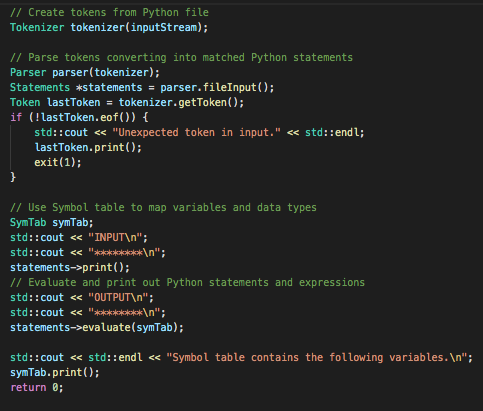 // Create tokens from Python file
Tokenizer tokenizer(inputStream);
// Parse tokens converting into matched Python statements
Parser parser(tokenizer);
Statements *statements = parser.fileInput();
Token lastToken = tokenizer.getToken();
if (!lastToken.eof()) {
    std::cout << "Unexpected token in input." << std::endl;
    lastToken.print();
    exit(1);
}
// Use Symbol table to map variables and data types
SymTab symTab;
std::cout << "INPUT\n";
std::cout << "********\n";
statements->print();
// Evaluate and print out Python statements and expressions
std::cout << "OUTPUT\n";
std::cout << "********\n";
statements->evaluate(symTab);
std::cout << std::endl << "Symbol table contains the following variables.\n";
symTab.print();
return 0;